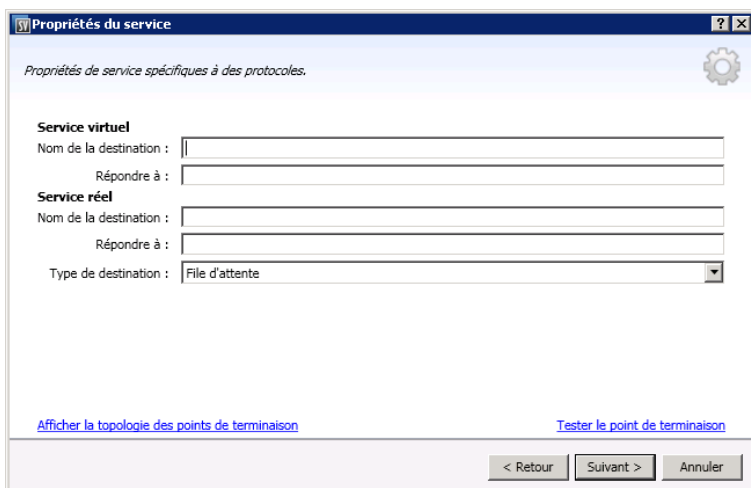 SV Propriétés du service
Propriétés de service spécifiques à des protocoles.
Service virtuel
Nom de la destination :
Répondre à :
Service réel
Nom de la destination :
Répondre à :
Type de destination : File d'attente
Afficher la topologie des points de terminaison Tester le point de terminaison
< Retour Suivant > Annuler